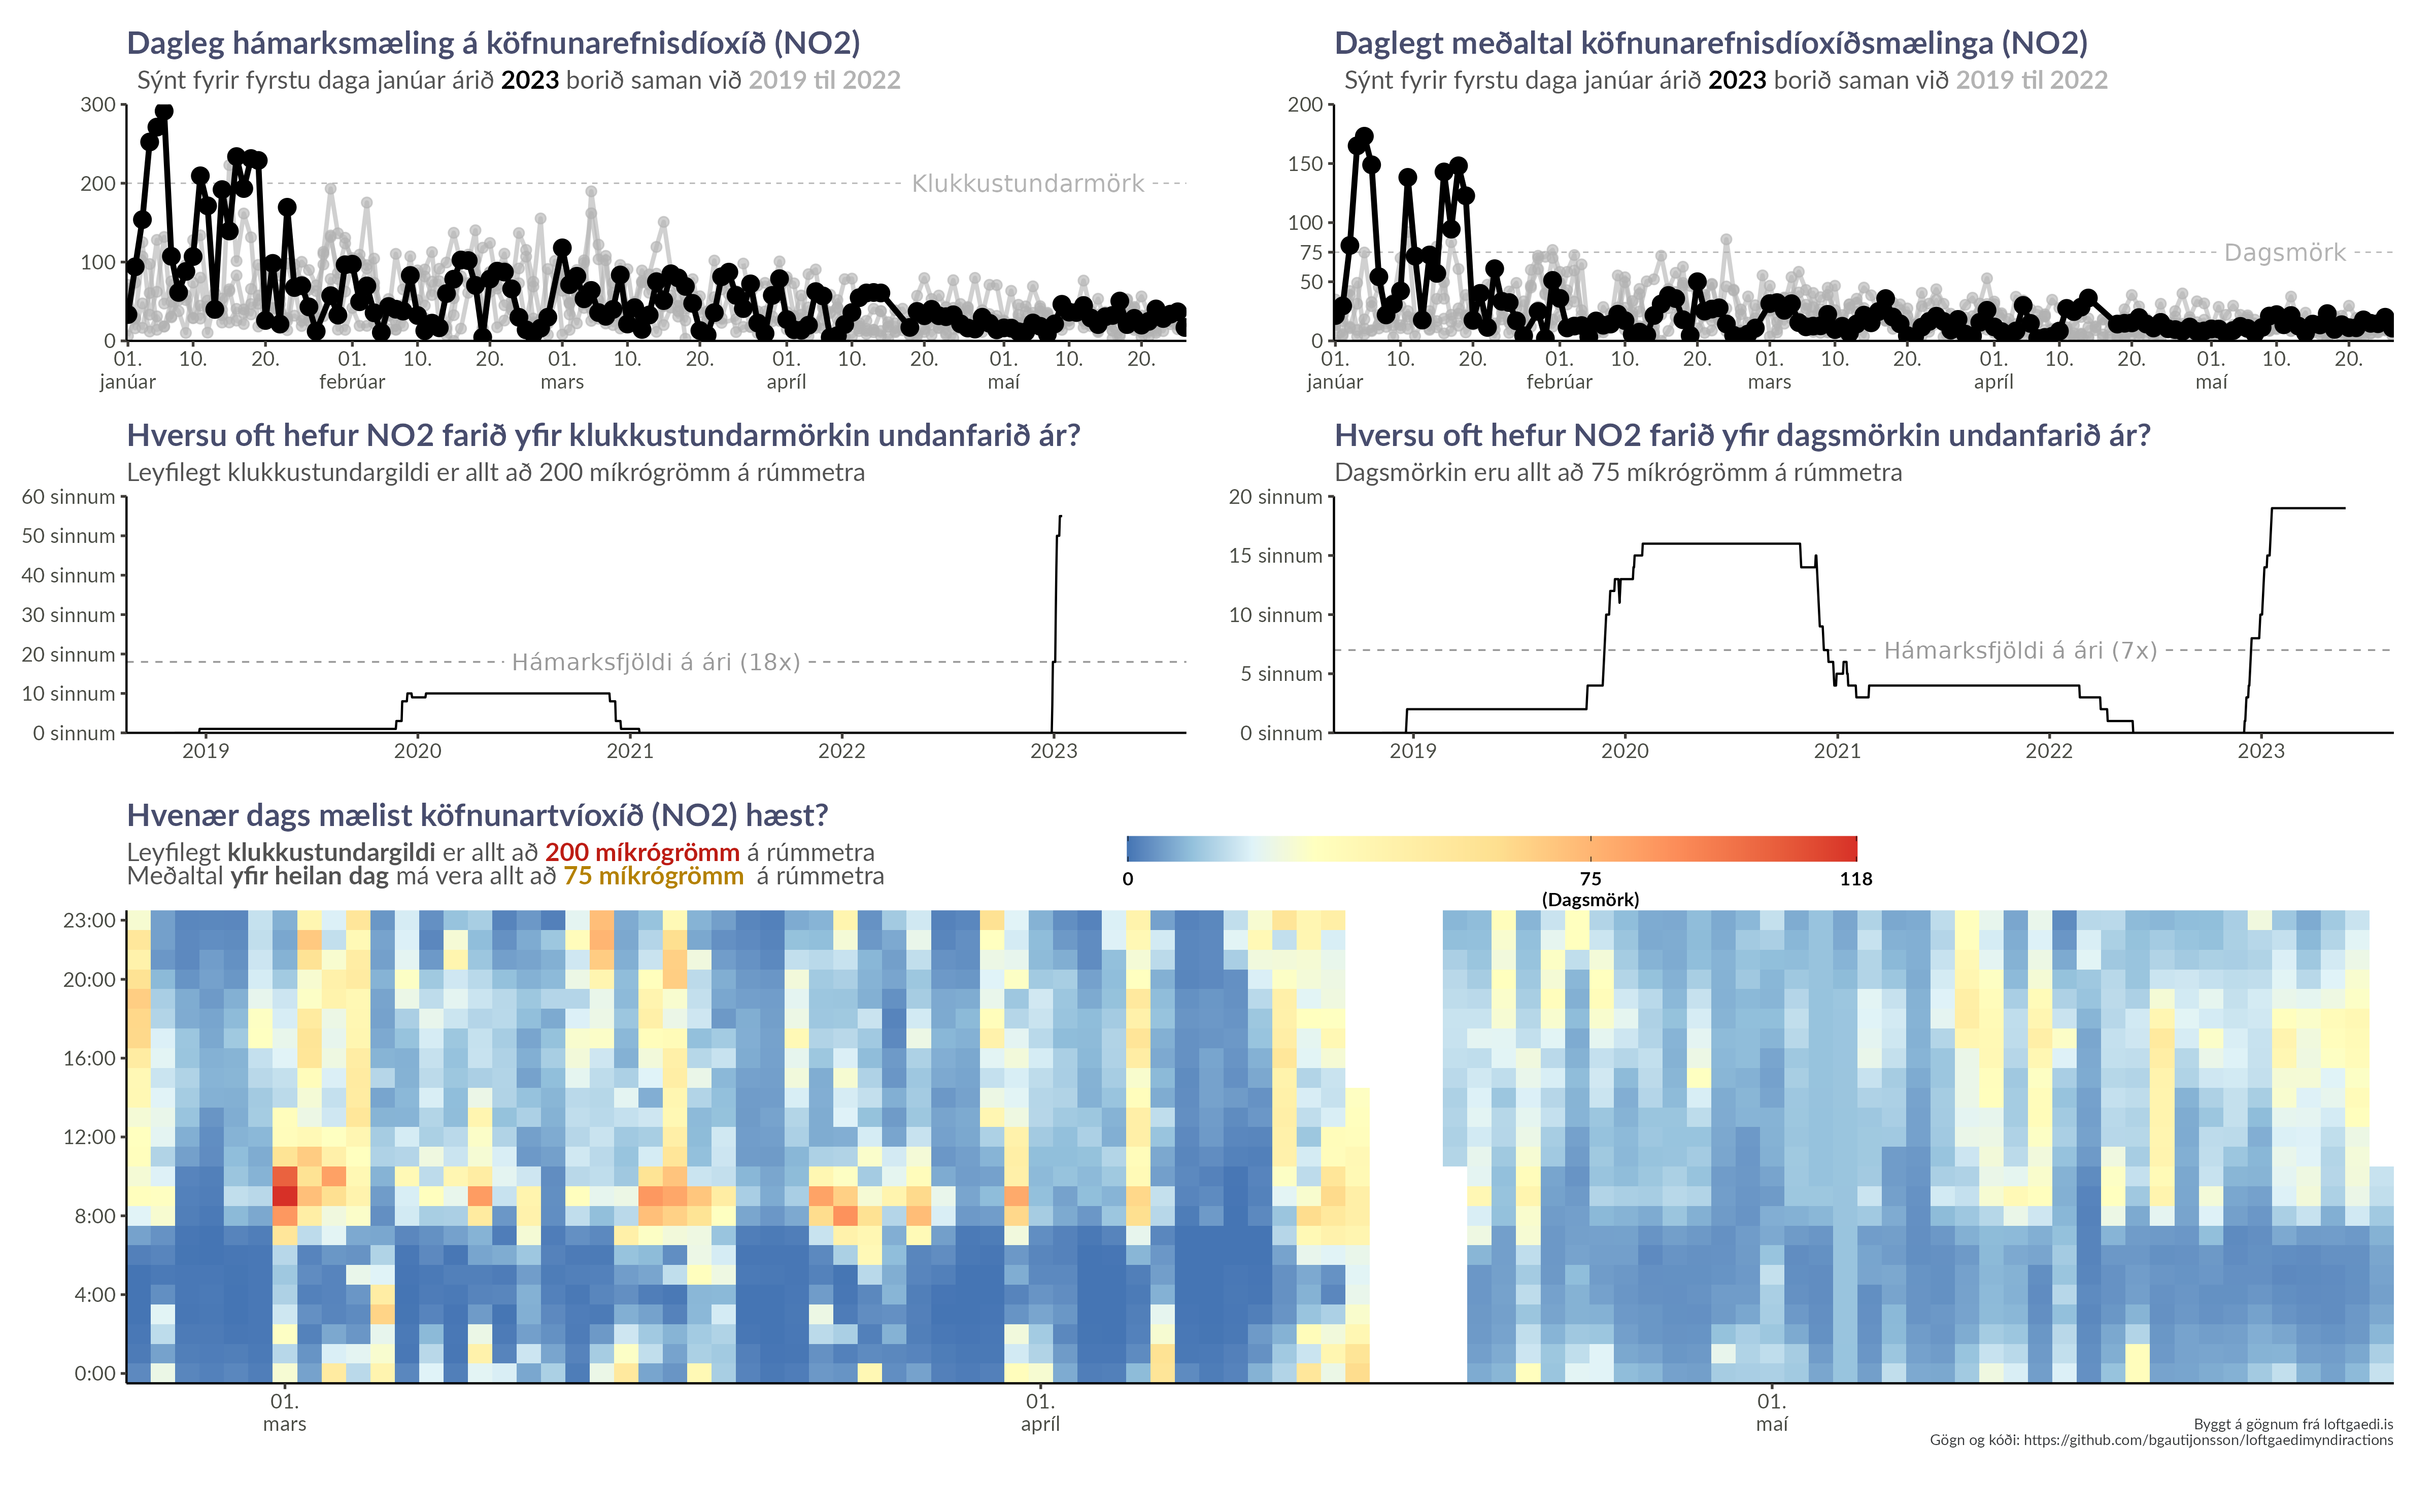 Dagleg hámarksmæling á köfnunarefnisdíoxíð (NO2)
Sýnt fyrir fyrstu daga janúar árið 2023 borið saman við 2019 til 2022
300
200
100
0
Klukkustundarmörk
01. 10. 20. 01. 10. 20. 01. 10. 20. 01. 10. 20. 01. 10. 20.
janúar febrúar mars apríl maí
Daglegt meðaltal köfnunarefnisdíoxíðsmælinga (NO2)
Sýnt fyrir fyrstu daga janúar árið 2023 borið saman við 2019 til 2022
200
150
100
75
50
0
Dagsmörk
01. 10. 20. 01. 10. 20. 01. 10. 20. 01. 10. 20. 01. 10. 20.
janúar febrúar mars apríl maí
Hversu oft hefur NO2 farið yfir klukkustundarmörkin undanfarið ár?
Leyfilegt klukkustundargildi er allt að 200 míkrógrömm á rúmmetra
60 sinnum
50 sinnum
40 sinnum
30 sinnum
20 sinnum
10 sinnum
0 sinnum
Hámarksfjöldi á ári (18x)
2019 2020 2021 2022 2023
Hversu oft hefur NO2 farið yfir dagsmörkin undanfarið ár?
Dagsmörkin eru allt að 75 míkrógrömm á rúmmetra
20 sinnum
15 sinnum
10 sinnum
5 sinnum
0 sinnum
Hámarksfjöldi á ári (7x)
2019 2020 2021 2022 2023
Hvenær dags mælist köfnunartvíoxíð (NO2) hæst?
Leyfilegt klukkustundargildi er allt að 200 míkrógrömm á rúmmetra
Meðaltal yfir heilan dag má vera allt að 75 míkrógrömm á rúmmetra
0 75 118
(Dagsmörk)
23:00
20:00
16:00
12:00
8:00
4:00
0:00
01. 01. 01.
mars apríl maí
Byggt á gögnum frá loftgaedi.is
Gögn og kóði: https://github.com/bgautijonsson/loftgaedimyndiractions